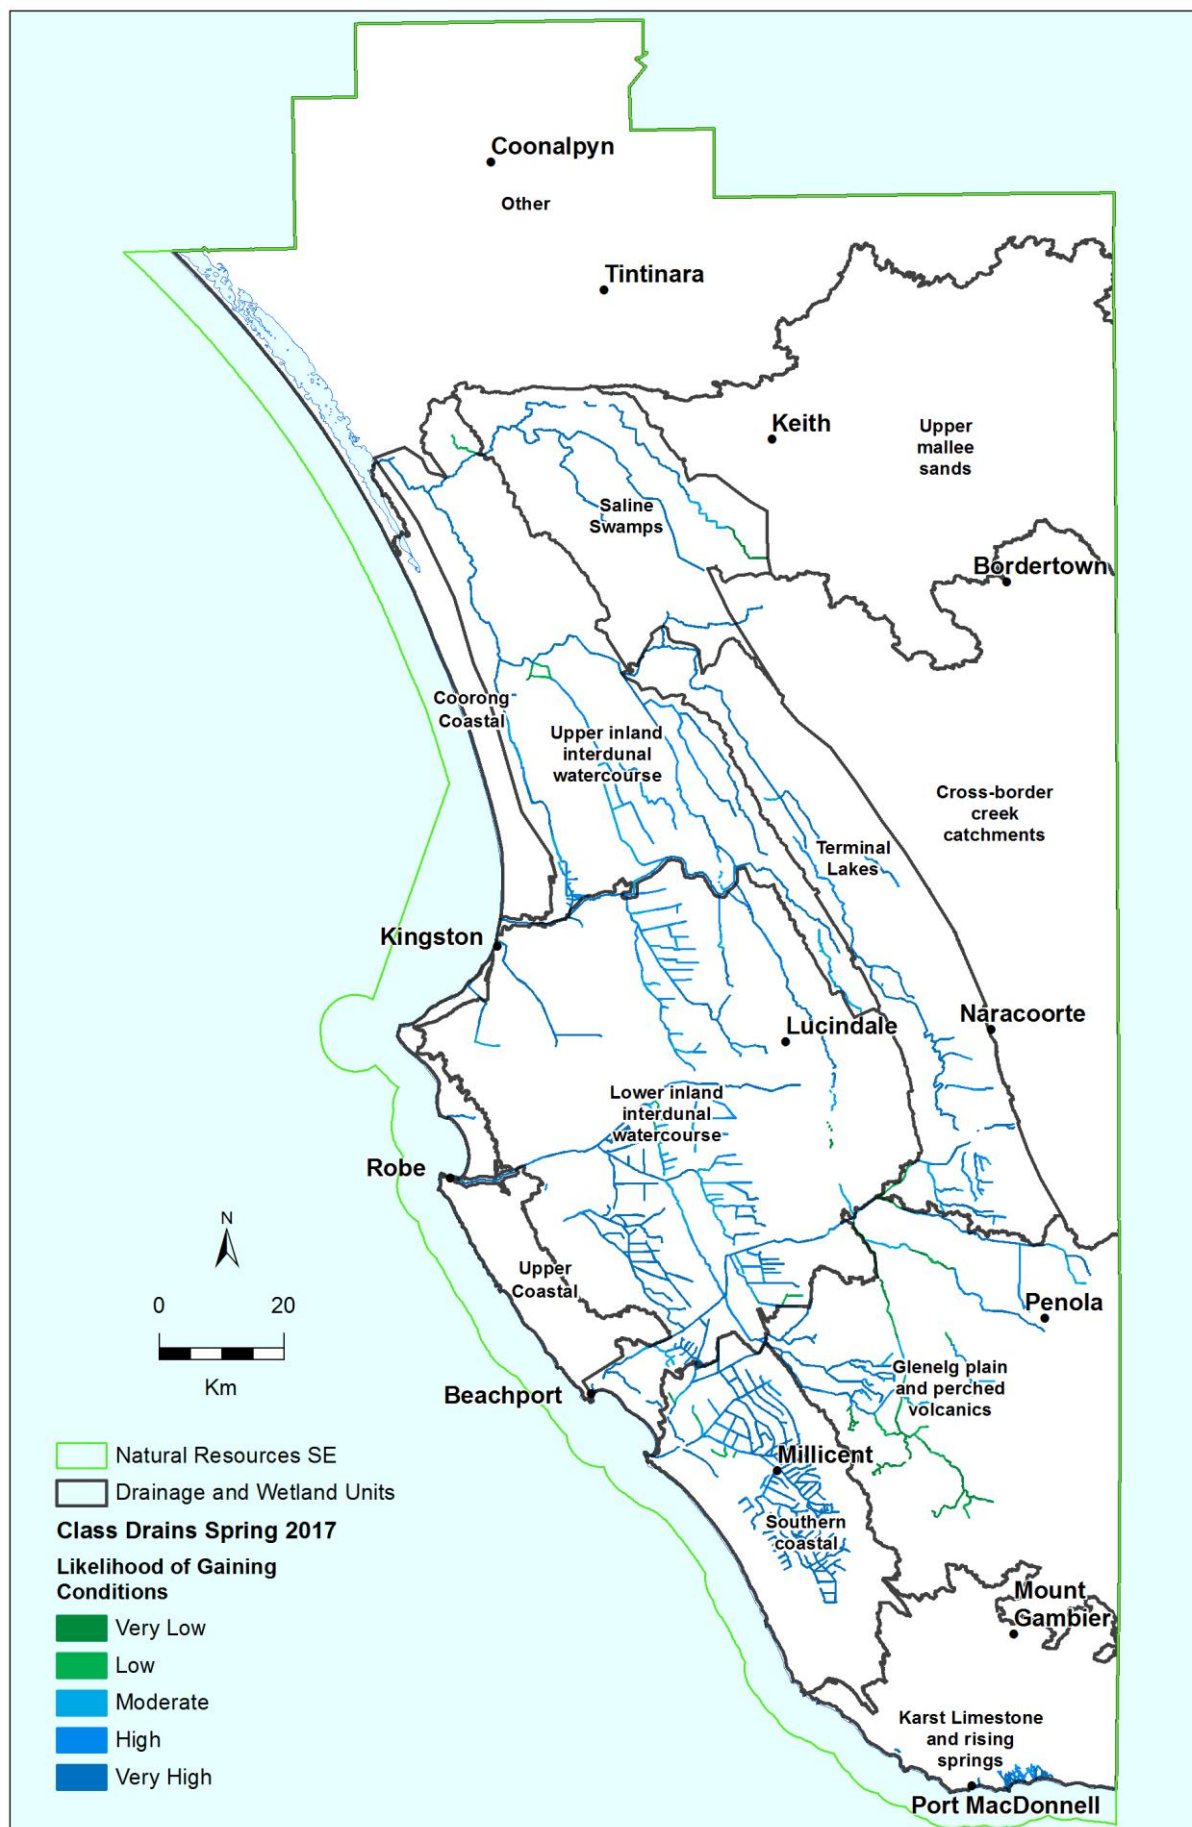 Coonalpyn
Other
Tintinara
Keith
Upper
mallee
sands
Saline
Swamps
Bordertown
Coorong
Coastal
Upper inland
interdunal
watercourse
Cross-border
creek
catchments
Terminal
Lakes
Kingston
Naracoorte
Lucindale
Lower inland
interdunal
watercourse
Robe
N
Upper
Coastal
0 20
Km
Penola
Glenelg plain
and perched
volcanics
Beachport
Millicent
Southern
coastal
Mount
Gambier
Karst Limestone
and rising
springs
Port MacDonnell
Natural Resources SE
Drainage and Wetland Units
Class Drains Spring 2017
Likelihood of Gaining
Conditions
Very Low
Low
Moderate
High
Very High